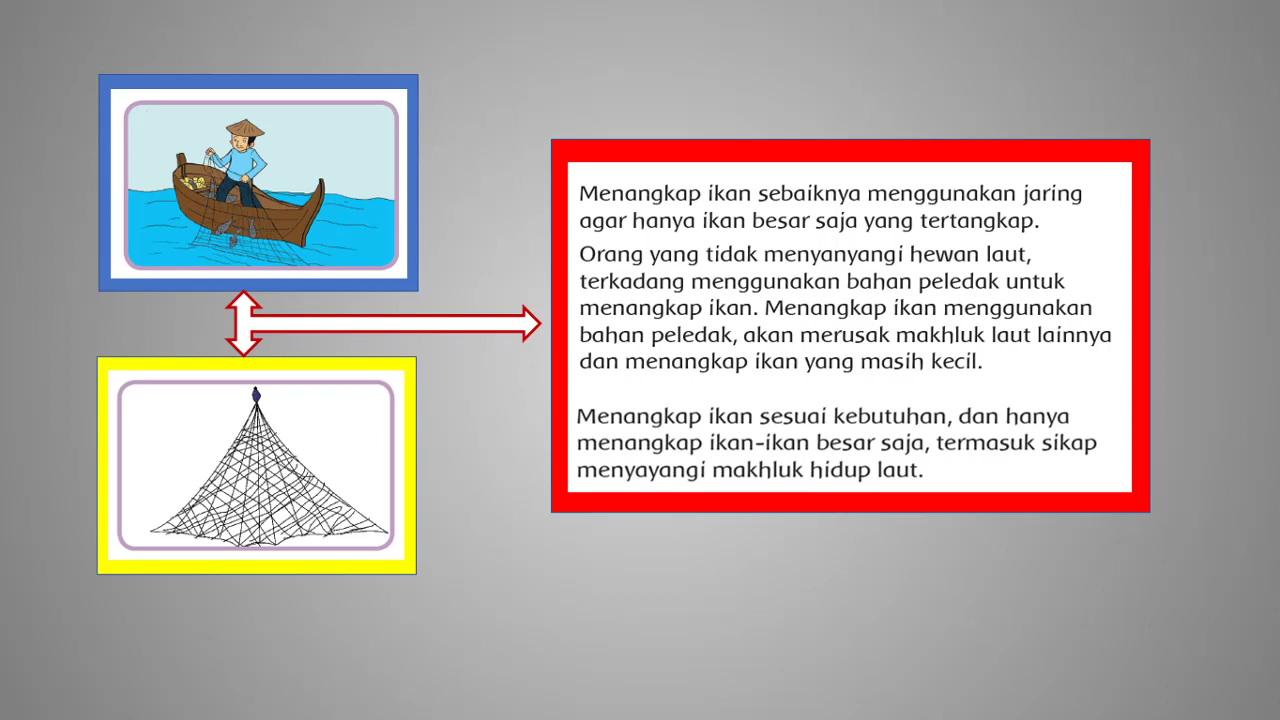 Menangkap ikan sebaiknya menggunakan jaring
agar hanya ikan besar saja yang tertangkap.
Orang yang tidak menyanyangi hewan laut,
terkadang menggunakan bahan peledak untuk
menangkap ikan. Menangkap ikan menggunakan
bahan peledak, akan merusak makhluk laut lainnya
dan menangkap ikan yang masih kecil.
Menangkap ikan sesuai kebutuhan, dan hanya
menangkap ikan-ikan besar saja, termasuk sikap
menyayangi makhluk hidup laut.